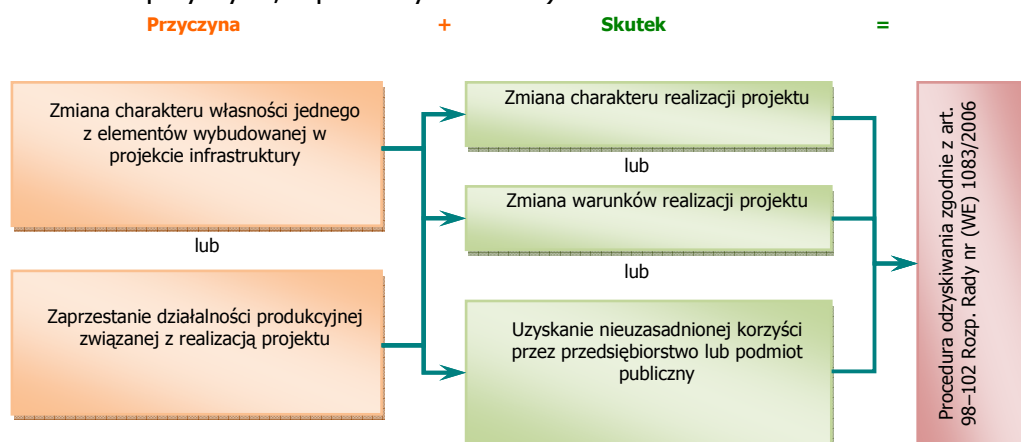 Przyczyna + Skutek =
Zmiana charakteru własności jednego
z elementów wybudowanej w
projekcie infrastruktury
lub
Zaprzestanie działalności produkcyjnej
związanej z realizacją projektu
Zmiana charakteru realizacji projektu
lub
Zmiana warunków realizacji projektu
lub
Uzyskanie nieuzasadnionej korzyści
przez przedsiębiorstwo lub podmiot
publiczny
Procedura odzyskiwania zgodnie z art.
98–102 Rozp. Rady nr (WE) 1083/2006